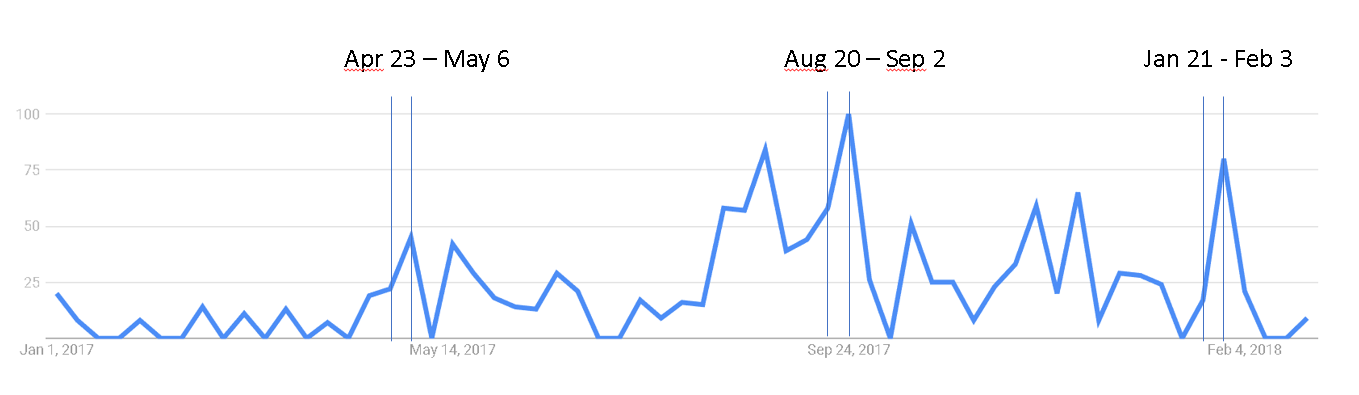 Apr 23 – May 6
Aug 20 – Sep 2
Jan 21 - Feb 3
100
75
50
25
Jan 1, 2017
May 14, 2017
Sep 24, 2017
Feb 4, 2018